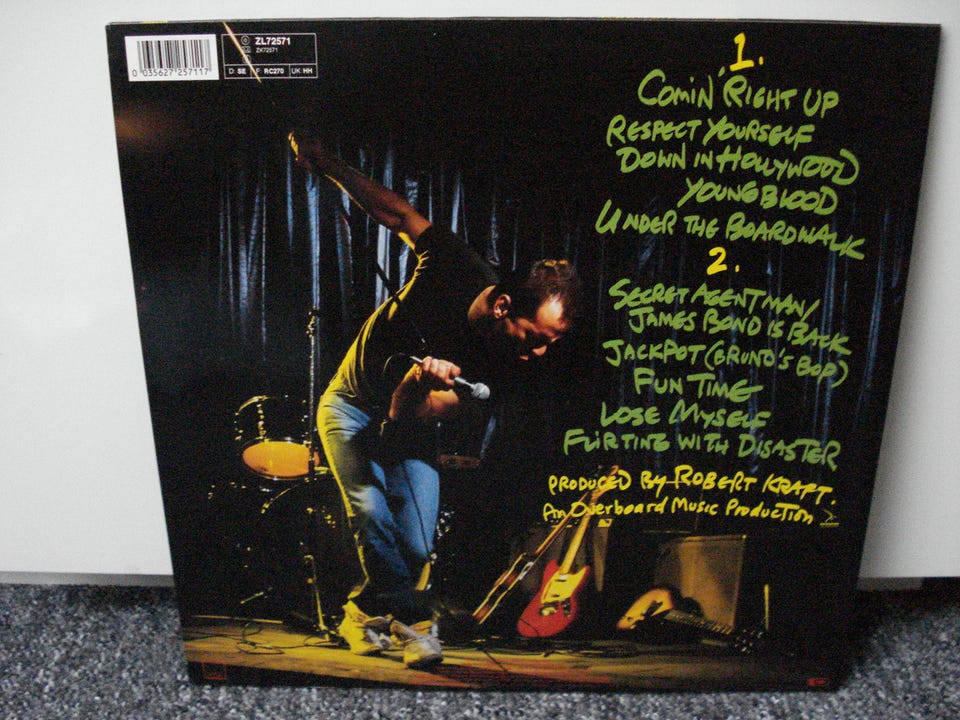 ZL72571
ZK72571
D: SE F: RC270 UK HH
0 035627 257117
1.
COMIN' RIGHT UP
RESPECT YOURSELF
DOWN IN HOLLYWOOD
YOUNGBLOOD
UNDER THE BOARDWALK
2.
SECRET AGENT MAN/
JAMES BOND IS BACK
JACKPOT (BRUNO'S BOP)
FUN TIME
LOSE MYSELF
FLIRTING WITH DISASTER
PRODUCED BY ROBERT KRAFT.
An Overboard Music Production